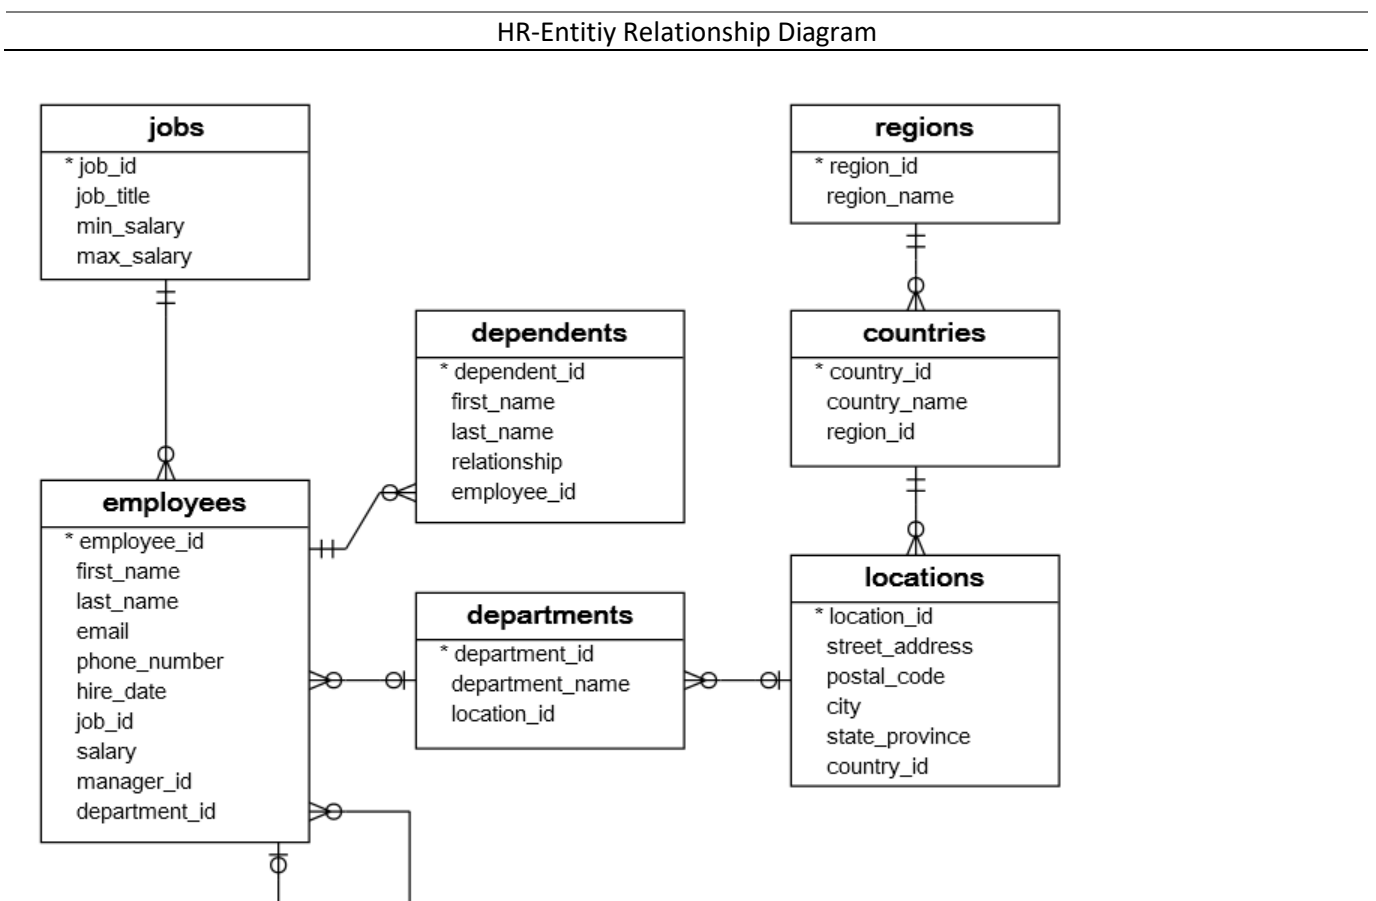 HR-Entitiy Relationship Diagram
jobs
* job_id
job_title
min_salary
max_salary
regions
* region_id
region_name
dependents
* dependent_id
first_name
last_name
relationship
employee_id
countries
* country_id
country_name
region_id
employees
* employee_id
first_name
last_name
email
phone_number
hire_date
job_id
salary
manager_id
department_id
departments
* department_id
department_name
location_id
locations
* location_id
street_address
postal_code
city
state_province
country_id